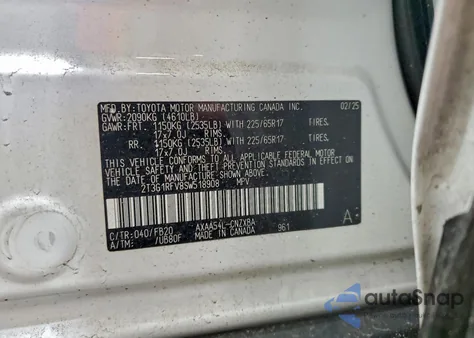 MFD.BY:TOYOTA MOTOR MANUFACTURING CANADA INC. 02/25
GVWR:2090KG (4610LB)
GAWR:FRT. 1150KG (2535LB) WITH 225/65R17 TIRES.
17x7.0J RIMS.
RR. 1150KG (2535LB) WITH 225/65R17 TIRES.
17x7.0J RIMS.
THIS VEHICLE CONFORMS TO ALL APPLICABLE FEDERAL MOTOR
VEHICLE SAFETY AND THEFT PREVENTION
STANDARDS IN EFFECT ON THE DATE OF
MANUFACTURE SHOWN ABOVE.
2T3G1RFV8SW518908 MPV
C/TR:040/FB20 AXAA54L-CNZXBA A:
A/TM: /UB80F MADE IN CANADA 961
autoSnap